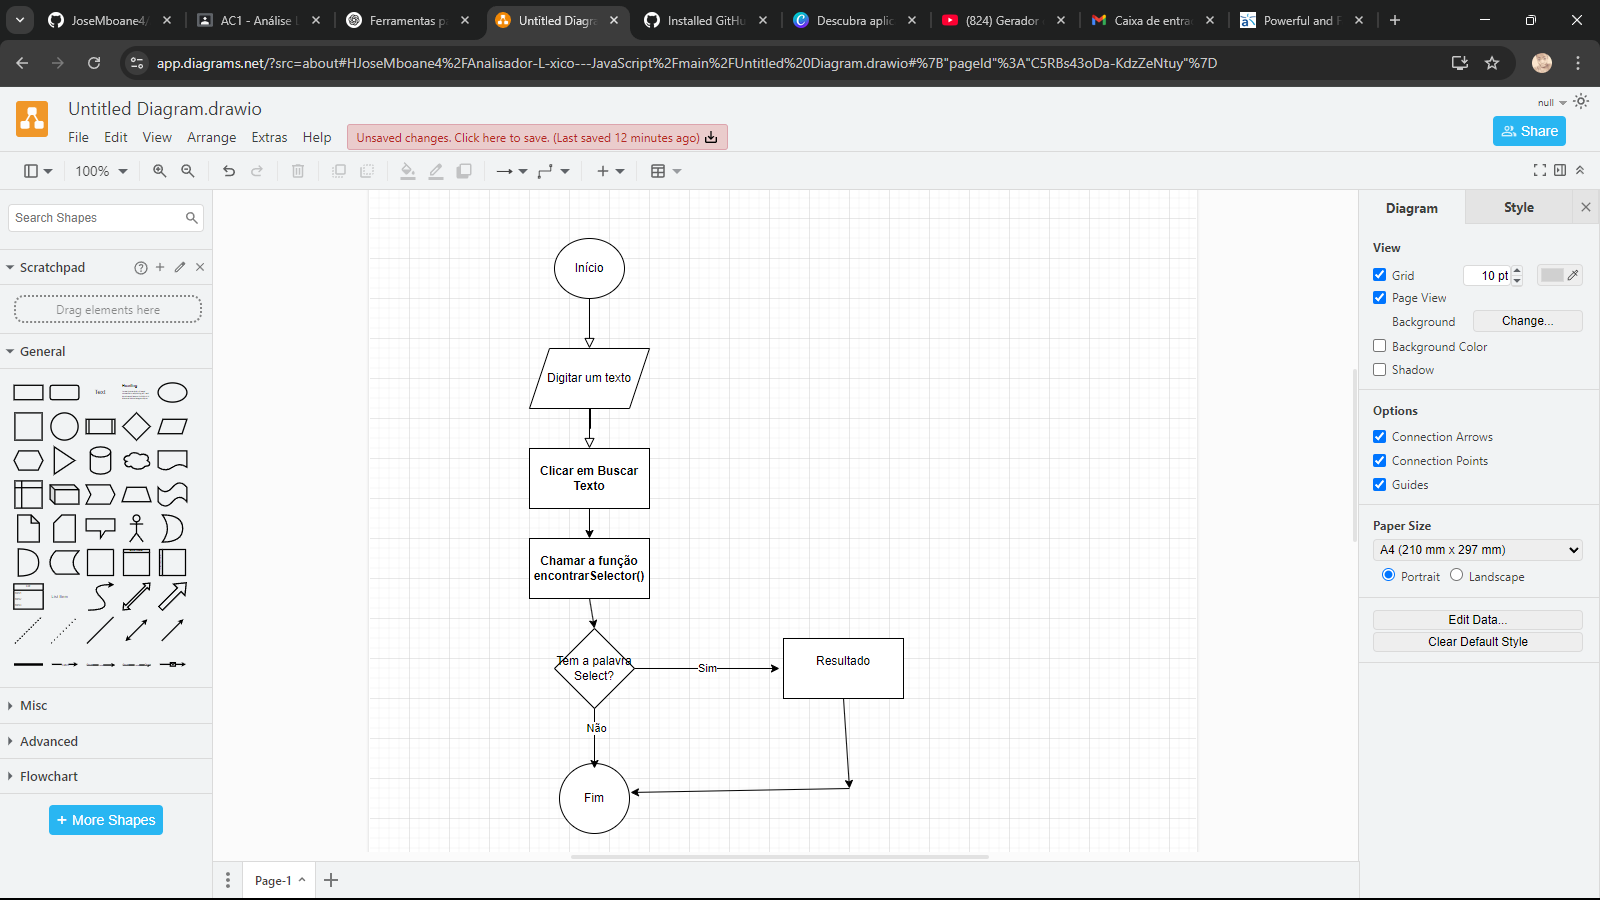 JoseMboane4/
AC1 - Análise L
Ferramentas p
Untitled Diagra
Installed GitHu
Descubra aplic
(824) Gerador
Caixa de entra
Powerful and F
app.diagrams.net/?src=about#HJoseMboane4%2FAnalisador-L-xico---JavaScript%2Fmain%2FUntitled%20Diagram.drawio#%7B"pageId"%3A"C5RBs43oDa-KdzZeNtuy"%7D
Untitled Diagram.drawio
null
File Edit View Arrange Extras Help
Unsaved changes. Click here to save. (Last saved 12 minutes ago)
Share
100%
Search Shapes
Scratchpad
Drag elements here
General
Text
Heading
List Item
Misc
Advanced
Flowchart
+ More Shapes
Início
Digitar um texto
Clicar em Buscar
Texto
Chamar a função
encontrarSelector()
Tem a palavra
Select?
Sim
Resultado
Não
Fim
Page-1
Diagram
Style
View
Grid
10 pt
Page View
Background
Change...
Background Color
Shadow
Options
Connection Arrows
Connection Points
Guides
Paper Size
A4 (210 mm x 297 mm)
Portrait
Landscape
Edit Data...
Clear Default Style